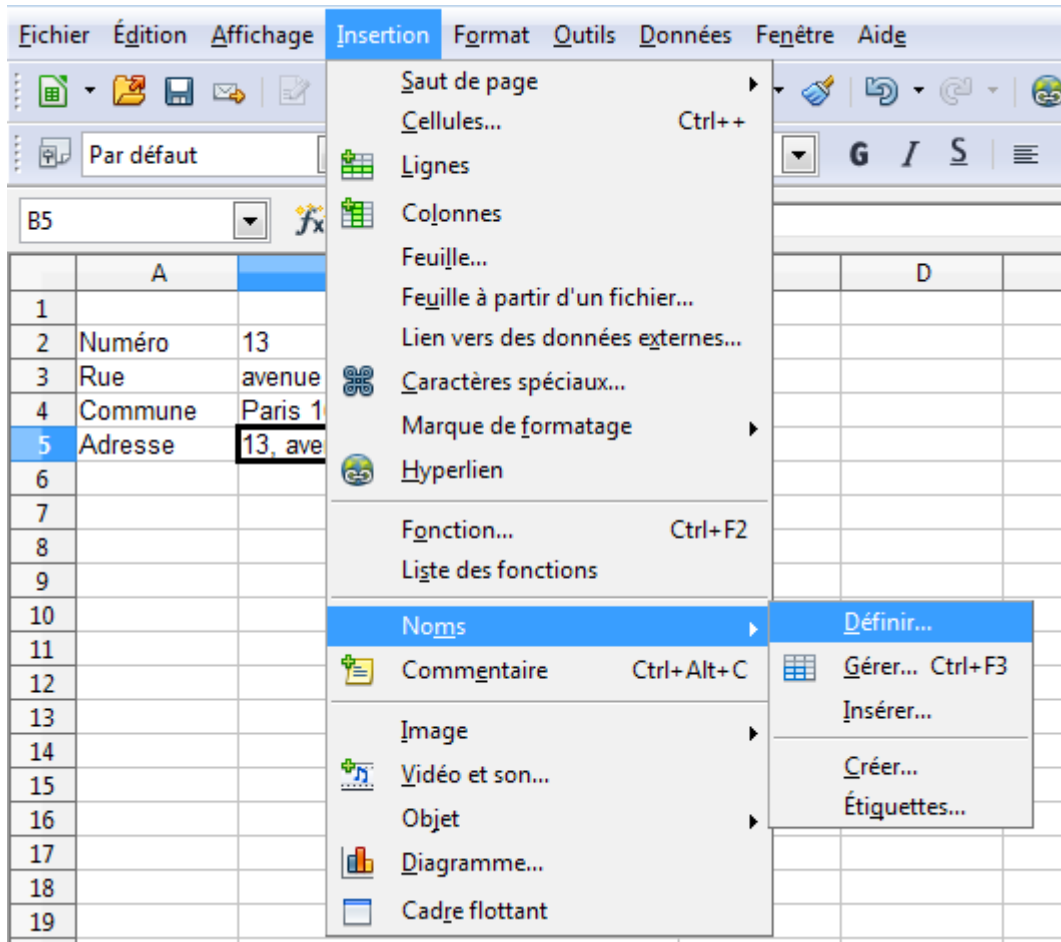 Fichier Édition Affichage Insertion Format Outils Données Fenêtre Aide
Par défaut
G I S
B5
fx
A D
1
2 Numéro 13
3 Rue avenue
4 Commune Paris
5 Adresse 13,
6
7
8
9
10
11
12
13
14
15
16
17
18
19
Saut de page
Cellules... Ctrl++
Lignes
Colonnes
Feuille...
Feuille à partir d'un fichier...
Lien vers des données externes...
Caractères spéciaux...
Marque de formatage
Hyperlien
Fonction... Ctrl+F2
Liste des fonctions
Noms
Commentaire Ctrl+Alt+C
Image
Vidéo et son...
Objet
Diagramme...
Cadre flottant
Définir...
Gérer... Ctrl+F3
Insérer...
Créer...
Étiquettes...